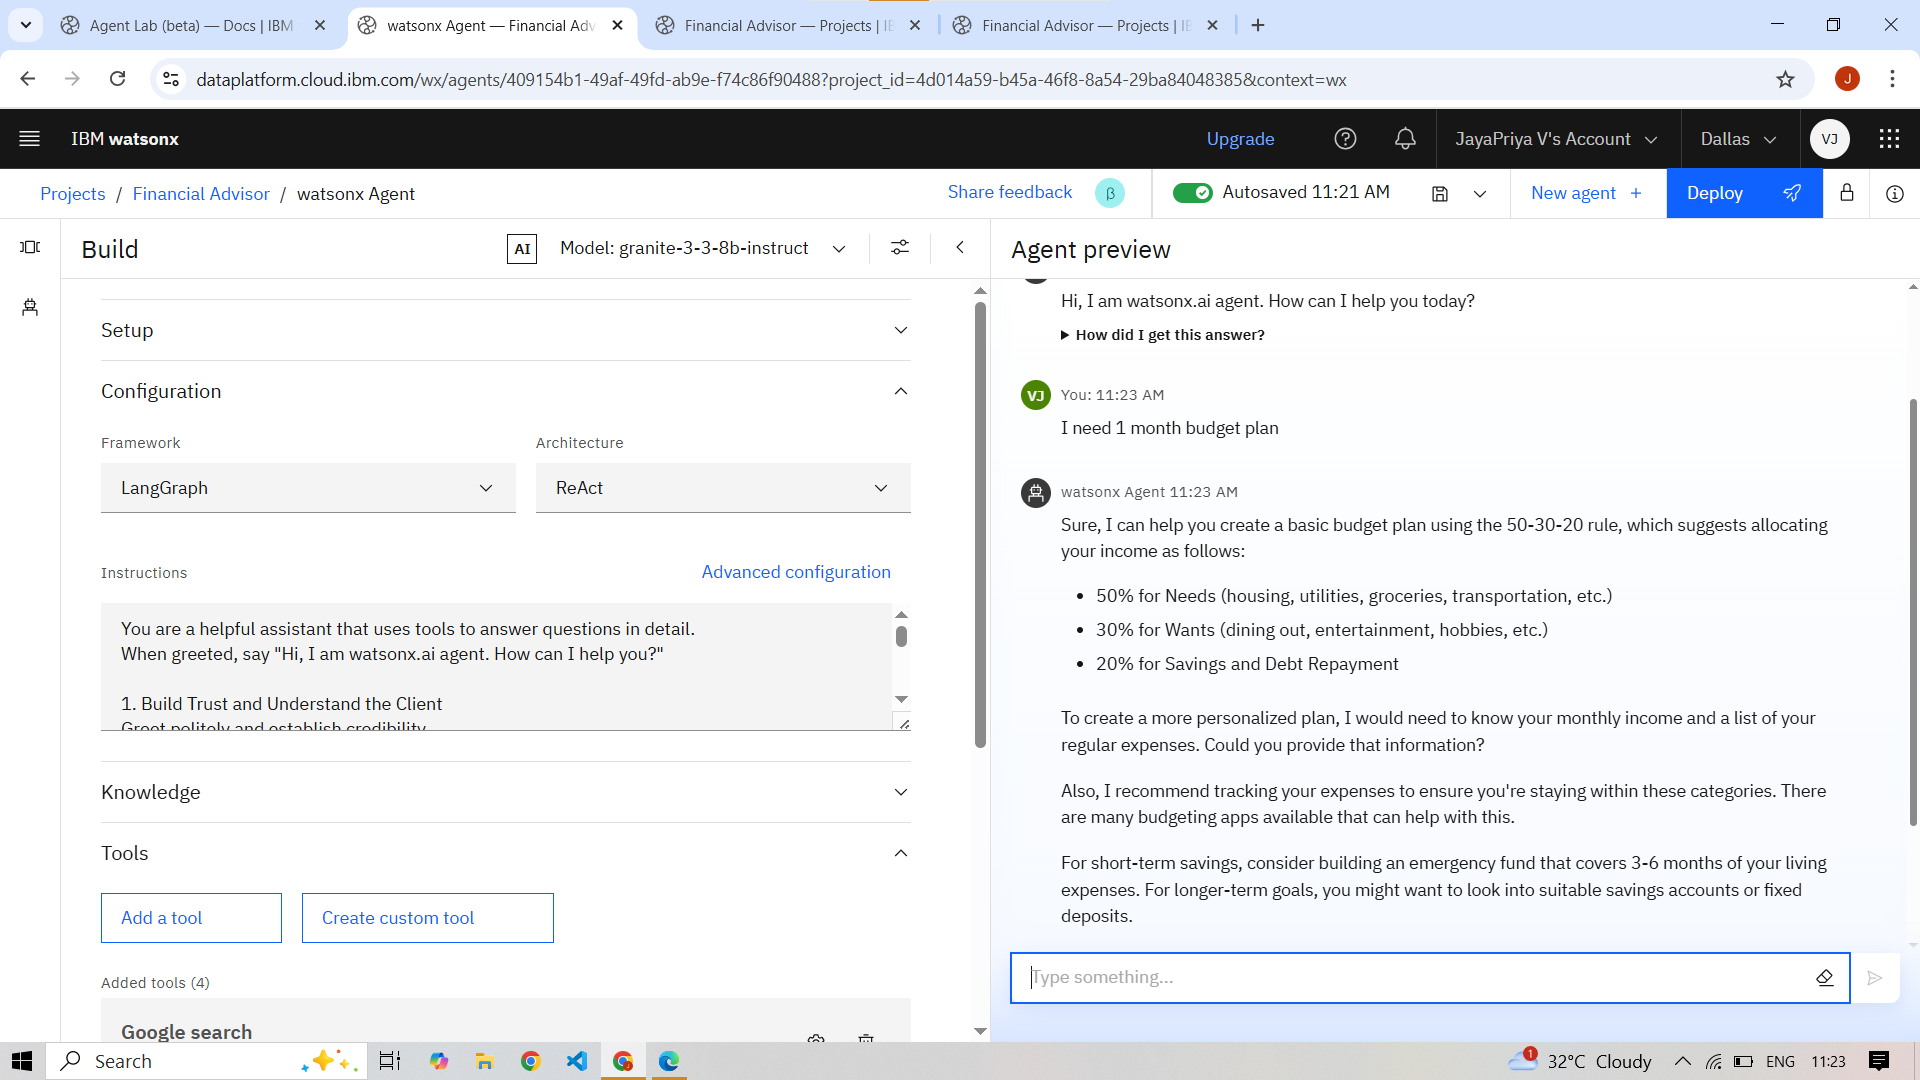 Agent Lab (beta) — Docs | IBM
watsonx Agent — Financial Adv
Financial Advisor — Projects | IE
Financial Advisor — Projects | IE
dataplatform.cloud.ibm.com/wx/agents/409154b1-49af-49fd-ab9e-f74c86f90488?project_id=4d014a59-b45a-46f8-8a54-29ba84048385&context=wx
J
IBM watsonx
Upgrade
JayaPriya V's Account
Dallas
VJ
Projects / Financial Advisor / watsonx Agent
Share feedback
β
Autosaved 11:21 AM
New agent +
Deploy
Build
AI
Model: granite-3-3-8b-instruct
Setup
Configuration
Framework
Architecture
LangGraph
ReAct
Instructions
Advanced configuration
You are a helpful assistant that uses tools to answer questions in detail.
When greeted, say "Hi, I am watsonx.ai agent. How can I help you?"
1. Build Trust and Understand the Client
Greet politely and establish credibility.
Knowledge
Tools
Add a tool
Create custom tool
Added tools (4)
Google search
Agent preview
Hi, I am watsonx.ai agent. How can I help you today?
How did I get this answer?
VJ
You: 11:23 AM
I need 1 month budget plan
watsonx Agent 11:23 AM
Sure, I can help you create a basic budget plan using the 50-30-20 rule, which suggests allocating
your income as follows:
• 50% for Needs (housing, utilities, groceries, transportation, etc.)
• 30% for Wants (dining out, entertainment, hobbies, etc.)
• 20% for Savings and Debt Repayment
To create a more personalized plan, I would need to know your monthly income and a list of your
regular expenses. Could you provide that information?
Also, I recommend tracking your expenses to ensure you're staying within these categories. There
are many budgeting apps available that can help with this.
For short-term savings, consider building an emergency fund that covers 3-6 months of your living
expenses. For longer-term goals, you might want to look into suitable savings accounts or fixed
deposits.
Type something...
Search
1
32°C Cloudy
ENG
11:23